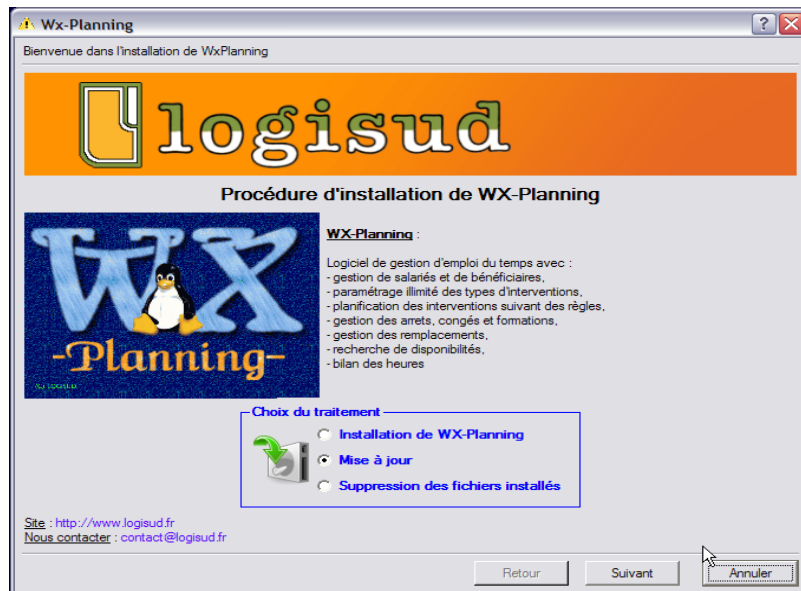 Wx-Planning
Bienvenue dans l'installation de WxPlanning
logisud
Procédure d'installation de WX-Planning
WX
-Planning-
(C) LOGISUD
WX-Planning :
Logiciel de gestion d'emploi du temps avec :
- gestion de salariés et de bénéficiaires,
- paramétrage illimité des types d'interventions,
- planification des interventions suivant des règles,
- gestion des arrets, congés et formations,
- gestion des remplacements,
- recherche de disponibilités,
- bilan des heures
Choix du traitement
Installation de WX-Planning
Mise à jour
Suppression des fichiers installés
Site : http://www.logisud.fr
Nous contacter : contact@logisud.fr
Retour
Suivant
Annuler